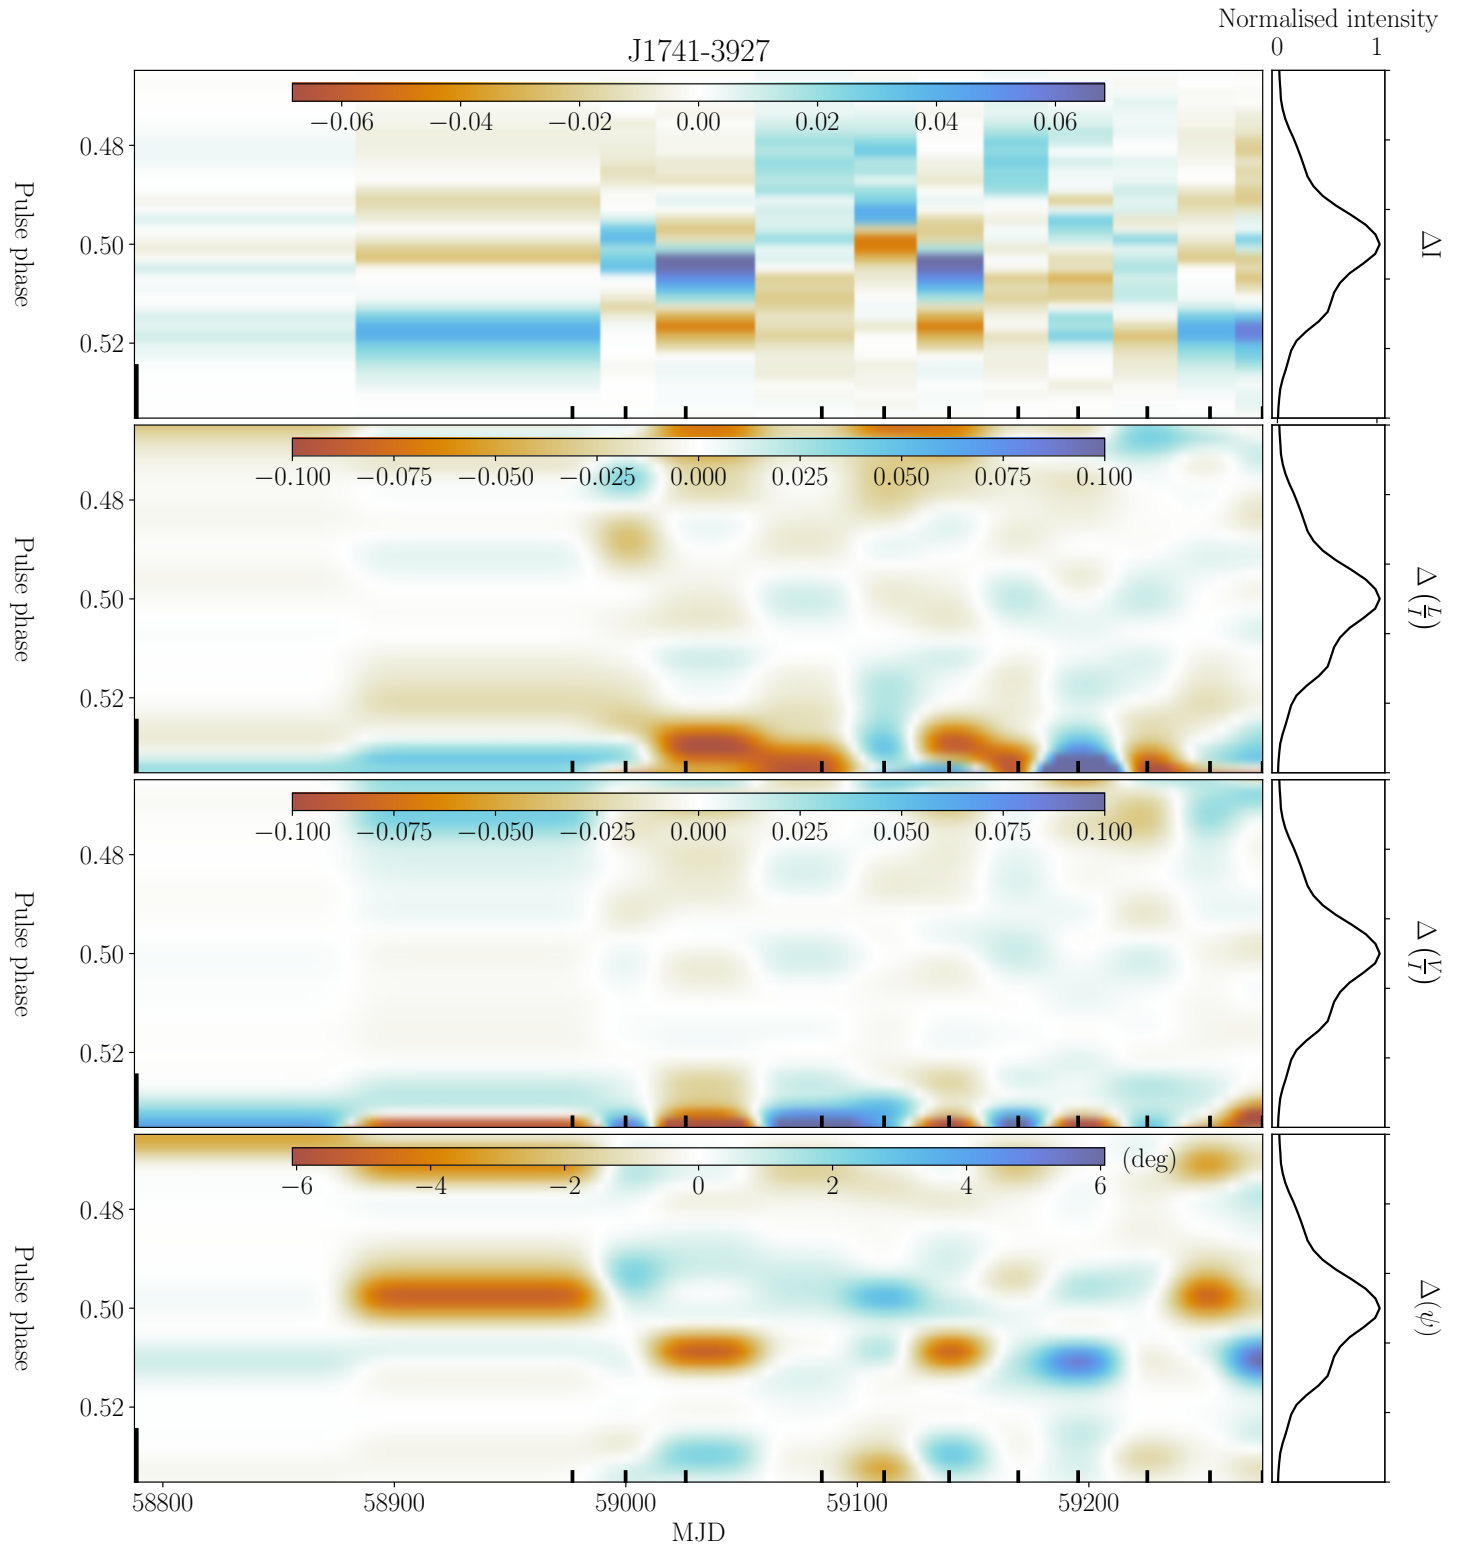 Normalised intensity
J1741-3927
0 1
−0.06 −0.04 −0.02 0.00 0.02 0.04 0.06
0.48
0.50
0.52
Pulse phase
ΔI
−0.100 −0.075 −0.050 −0.025 0.000 0.025 0.050 0.075 0.100
0.48
0.50
0.52
Pulse phase
Δ (L/I)
−0.100 −0.075 −0.050 −0.025 0.000 0.025 0.050 0.075 0.100
0.48
0.50
0.52
Pulse phase
Δ (V/I)
−6 −4 −2 0 2 4 6 (deg)
0.48
0.50
0.52
Pulse phase
Δ(ψ)
58800 58900 59000 59100 59200
MJD